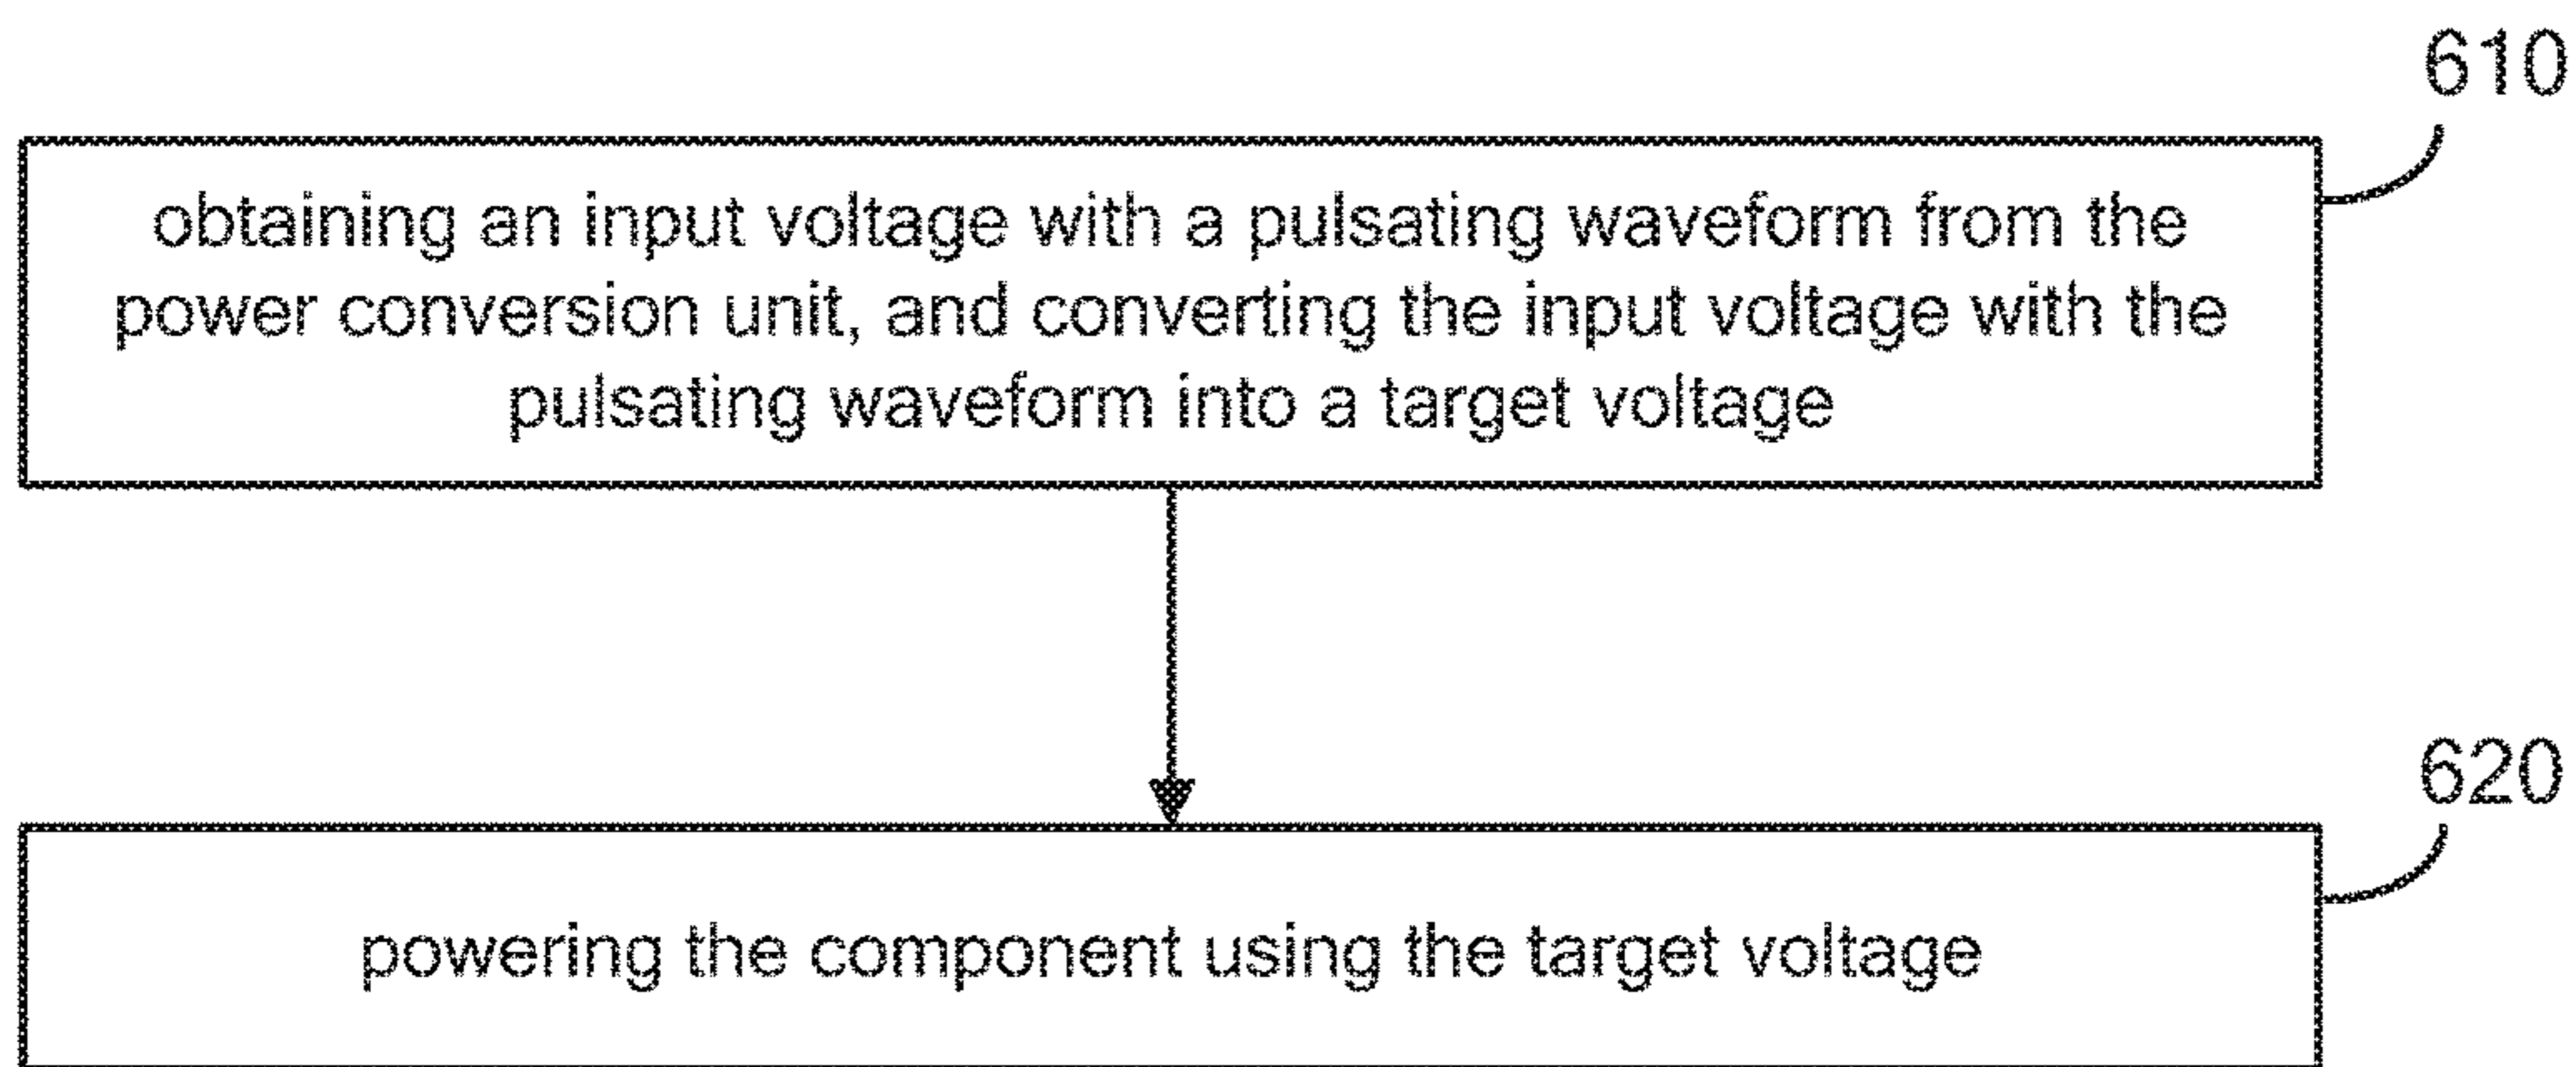 610
obtaining an input voltage with a pulsating waveform from the
power conversion unit, and converting the input voltage with the
pulsating waveform into a target voltage
620
powering the component using the target voltage